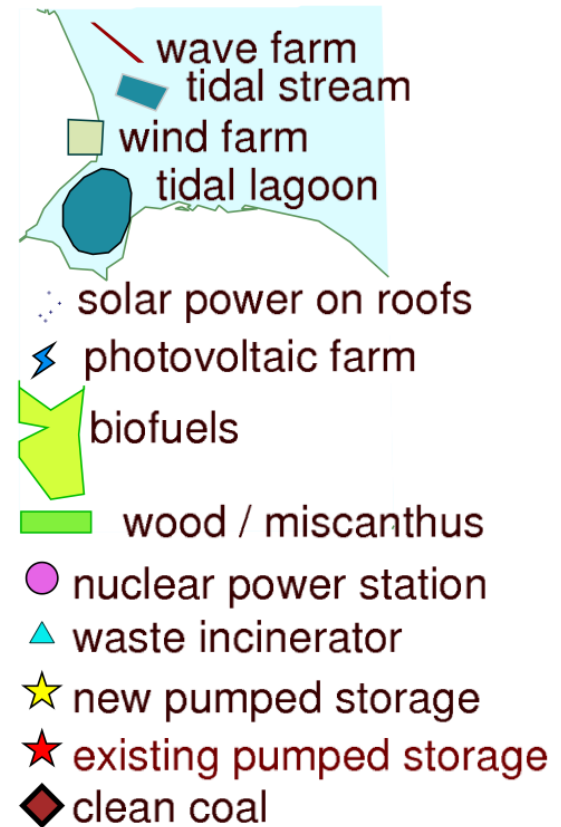 wave farm
tidal stream
wind farm
tidal lagoon
solar power on roofs
photovoltaic farm
biofuels
wood / miscanthus
nuclear power station
waste incinerator
new pumped storage
existing pumped storage
clean coal